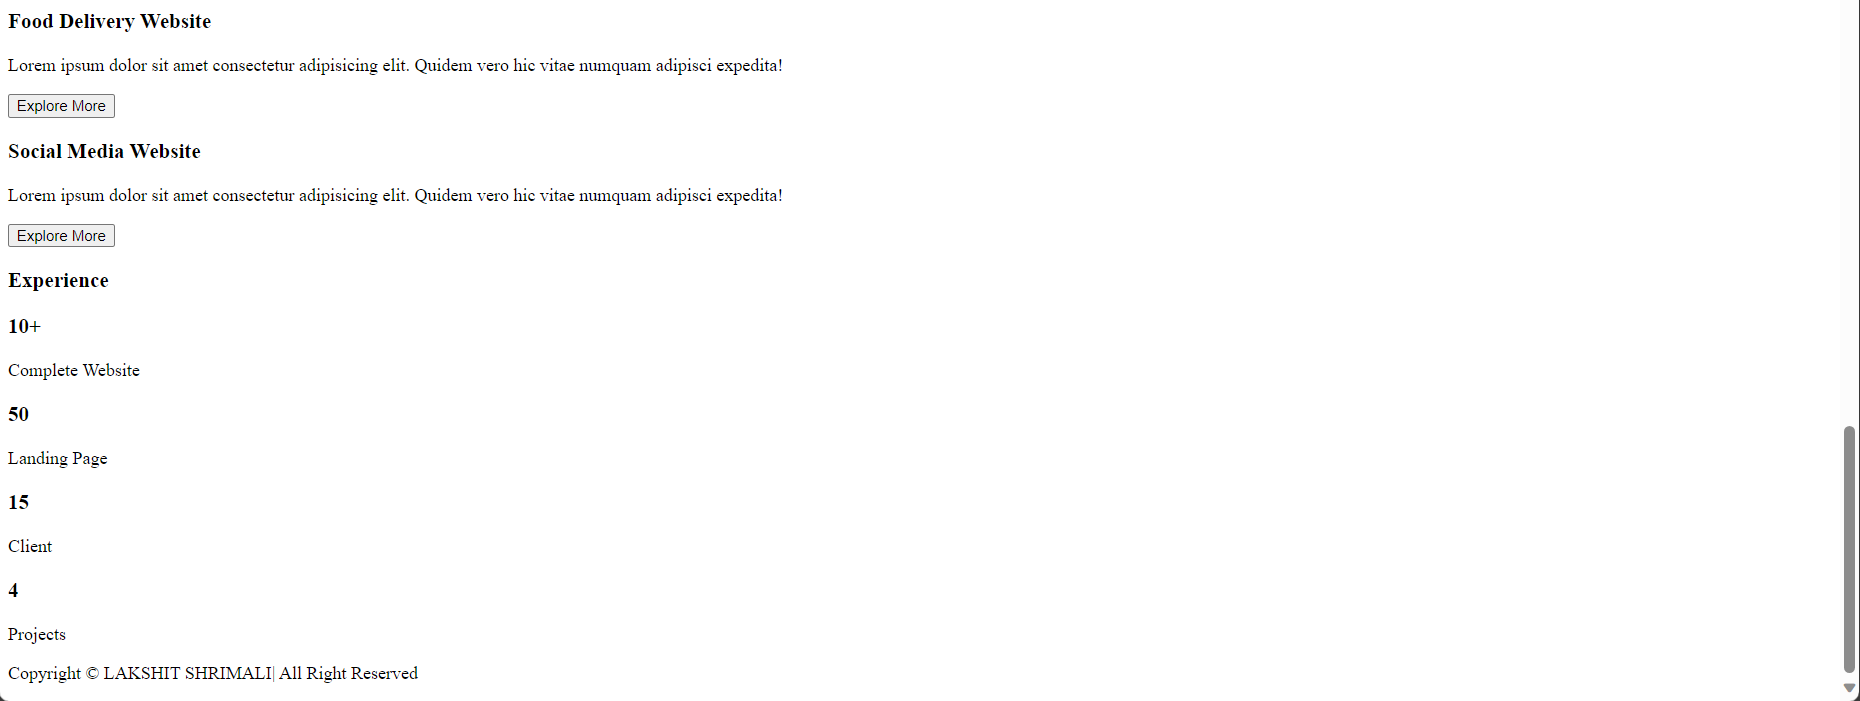 Food Delivery Website
Lorem ipsum dolor sit amet consectetur adipisicing elit. Quidem vero hic vitae numquam adipisci expedita!
Explore More
Social Media Website
Lorem ipsum dolor sit amet consectetur adipisicing elit. Quidem vero hic vitae numquam adipisci expedita!
Explore More
Experience
10+
Complete Website
50
Landing Page
15
Client
4
Projects
Copyright © LAKSHIT SHRIMALI| All Right Reserved